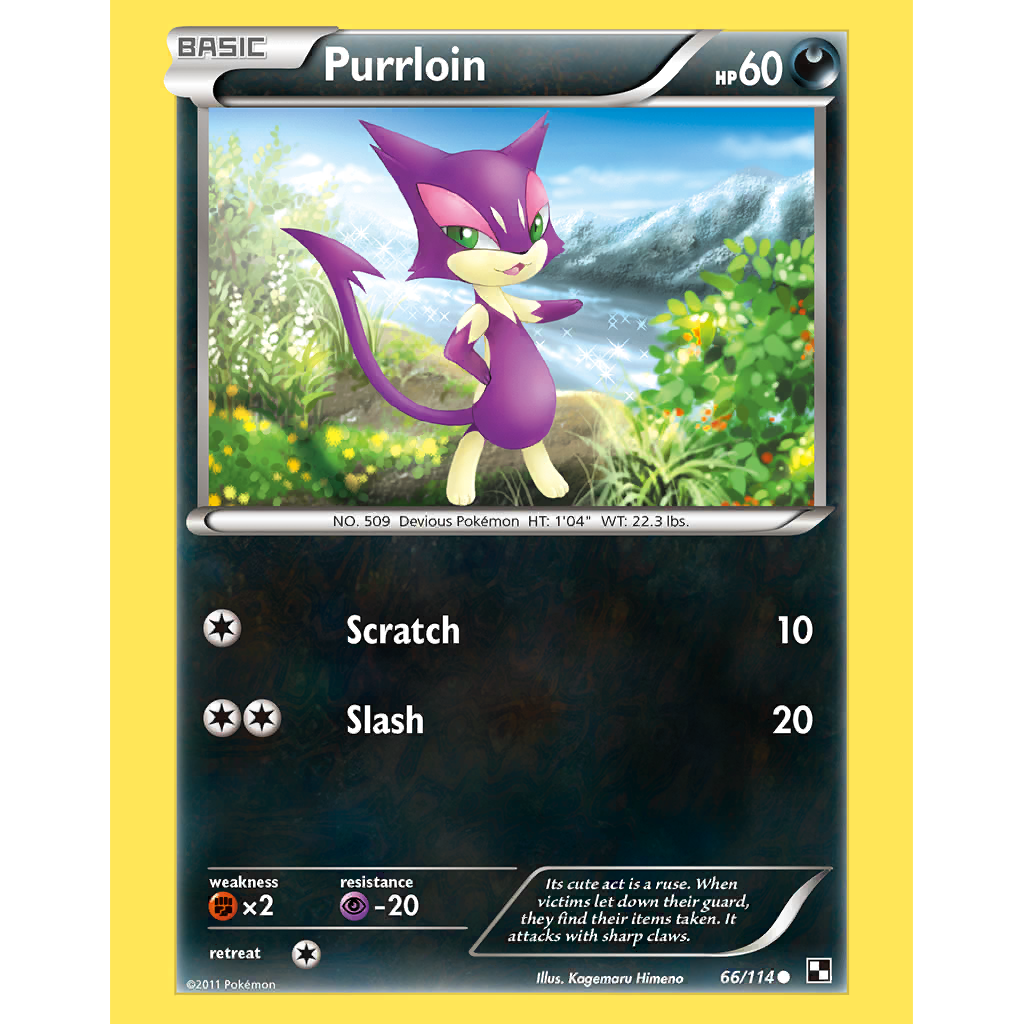 BASIC
Purrloin
HP60
NO. 509 Devious Pokémon HT: 1'04" WT: 22.3 lbs.
Scratch 10
Slash 20
weakness resistance
×2 -20
Its cute act is a ruse. When
victims let down their guard,
they find their items taken. It
attacks with sharp claws.
retreat
Illus. Kagemaru Himeno 66/114
©2011 Pokémon